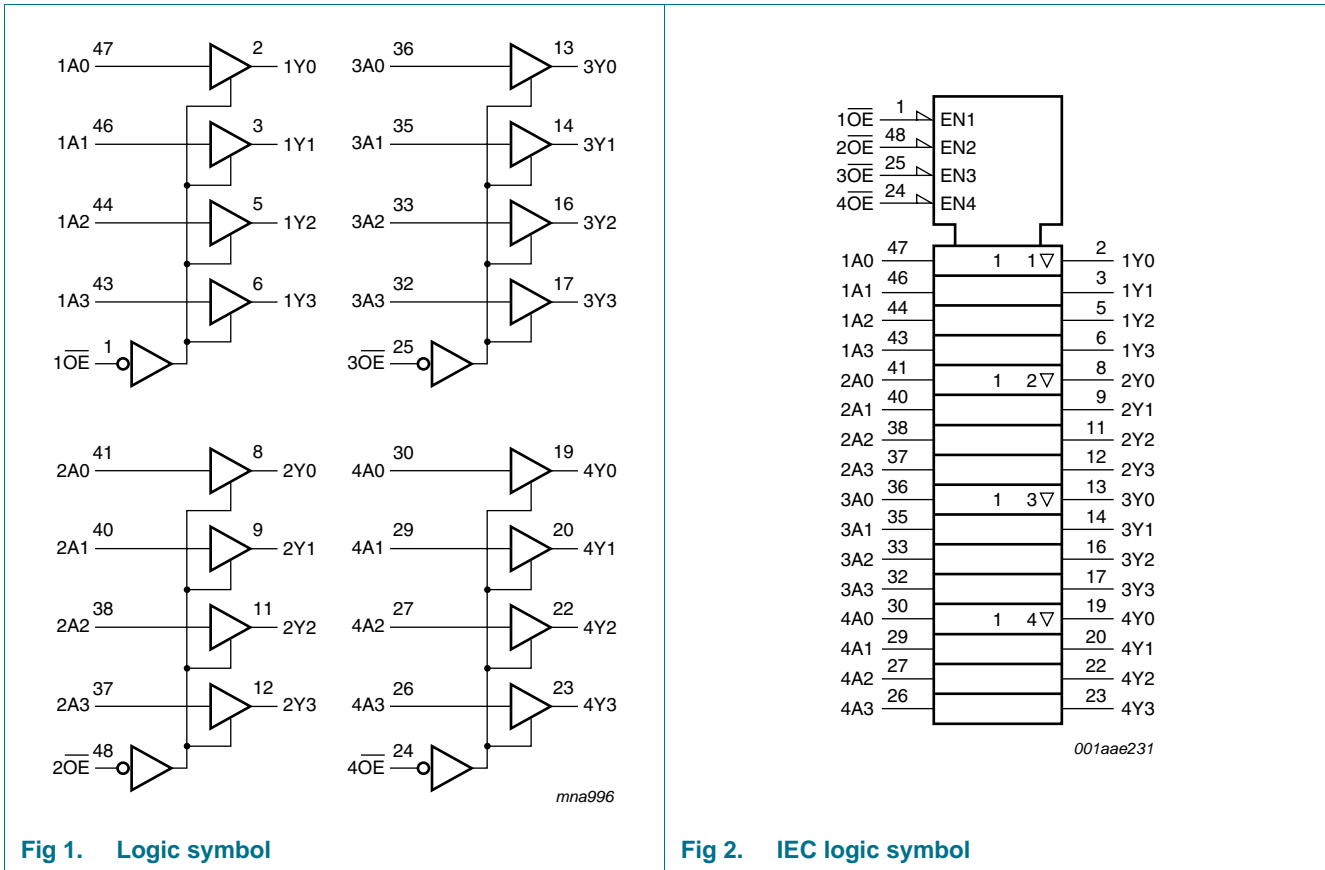 47 2 36 13
1A0 1Y0 3A0 3Y0
46 3 35 14
1A1 1Y1 3A1 3Y1
44 5 33 16
1A2 1Y2 3A2 3Y2
43 6 32 17
1A3 1Y3 3A3 3Y3
1O̅E̅ 1 3O̅E̅ 25
41 8 30 19
2A0 2Y0 4A0 4Y0
40 9 29 20
2A1 2Y1 4A1 4Y1
38 11 27 22
2A2 2Y2 4A2 4Y2
37 12 26 23
2A3 2Y3 4A3 4Y3
2O̅E̅ 48 4O̅E̅ 24
mna996
Fig 1. Logic symbol
1O̅E̅ 1 EN1
2O̅E̅ 48 EN2
3O̅E̅ 25 EN3
4O̅E̅ 24 EN4
1A0 47 1 1▽ 2 1Y0
1A1 46 3 1Y1
1A2 44 5 1Y2
1A3 43 6 1Y3
2A0 41 1 2▽ 8 2Y0
2A1 40 9 2Y1
2A2 38 11 2Y2
2A3 37 12 2Y3
3A0 36 1 3▽ 13 3Y0
3A1 35 14 3Y1
3A2 33 16 3Y2
3A3 32 17 3Y3
4A0 30 1 4▽ 19 4Y0
4A1 29 20 4Y1
4A2 27 22 4Y2
4A3 26 23 4Y3
001aae231
Fig 2. IEC logic symbol